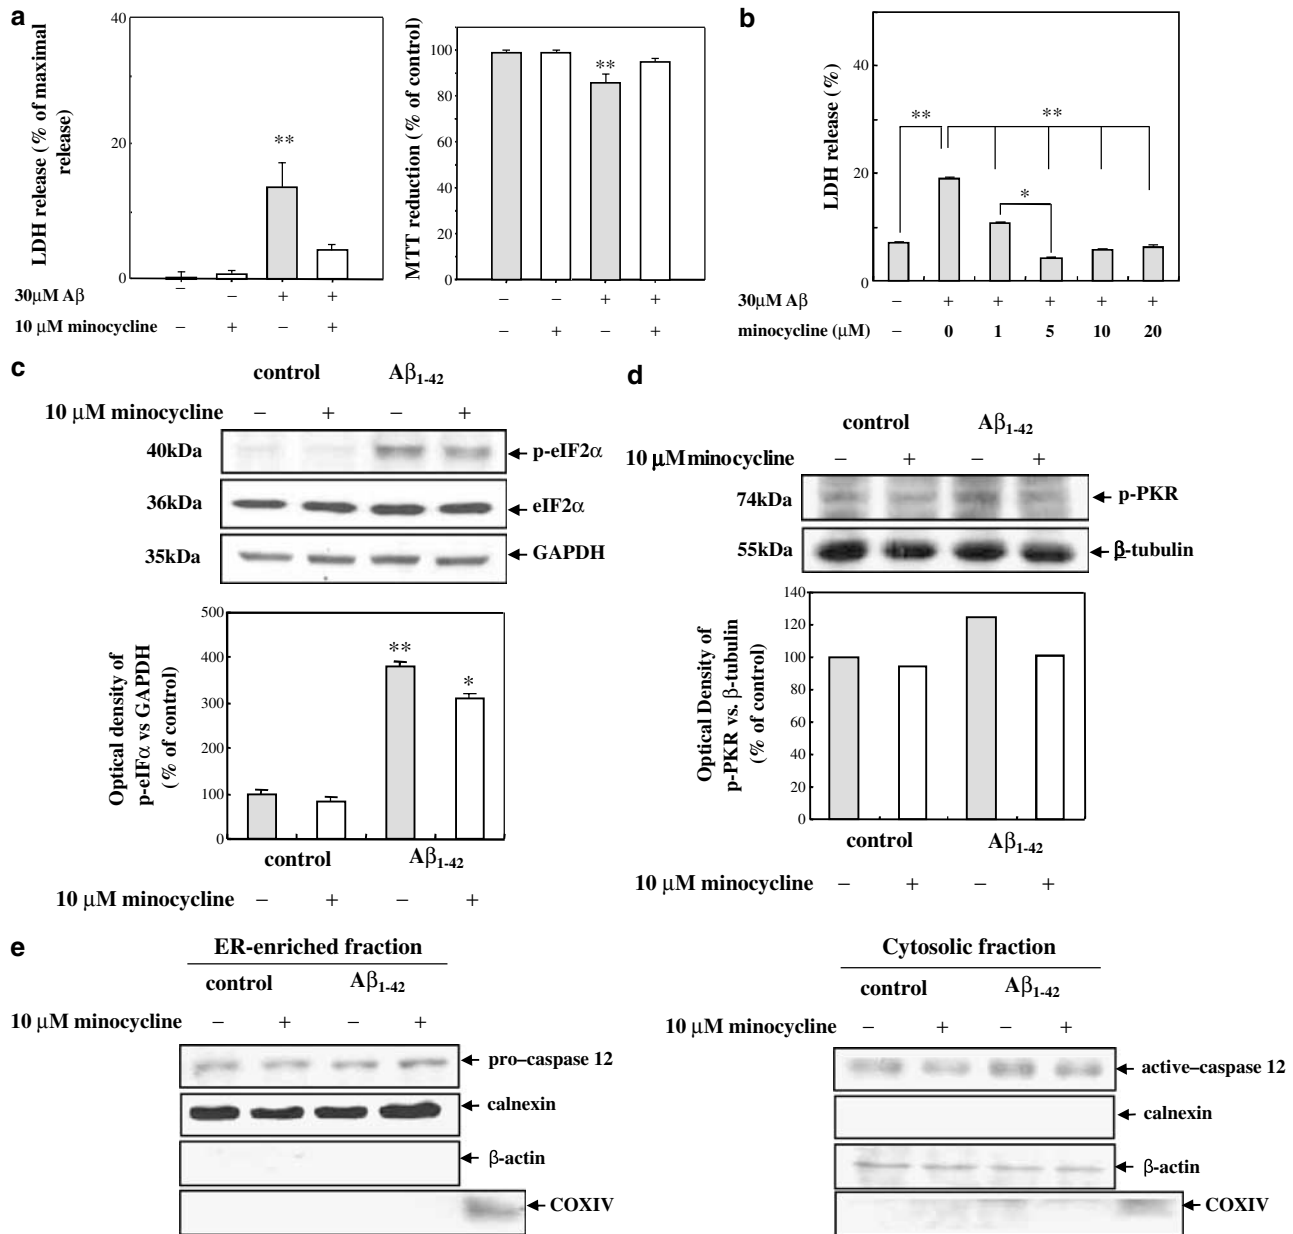 a
LDH release (% of maximal
release)
40
20
0
**
30μM Aβ
– – + +
10 μM minocycline
– + – +
MTT reduction (% of control)
100
80
60
40
20
0
**
– – + +
– + – +
b
LDH release (%)
40
20
0
** **
*
30μM Aβ – + + + + +
minocycline (μM) – 0 1 5 10 20
c
control Aβ1-42
10 μM minocycline – + – +
40kDa p-eIF2α
36kDa eIF2α
35kDa GAPDH
Optical density of
p-eIFα vs GAPDH
(% of control)
500
400
300
200
100
0
**
*
control Aβ1-42
10 μM minocycline – + – +
d
control Aβ1-42
10 μM minocycline – + – +
74kDa p-PKR
55kDa β-tubulin
Optical Density of
p-PKR vs. β-tubulin
(% of control)
140
120
100
80
60
40
20
0
control Aβ1-42
10 μM minocycline – + – +
e
ER-enriched fraction
control Aβ1-42
10 μM minocycline – + – +
pro–caspase 12
calnexin
β-actin
COXIV
Cytosolic fraction
control Aβ1-42
10 μM minocycline – + – +
active–caspase 12
calnexin
β-actin
COXIV